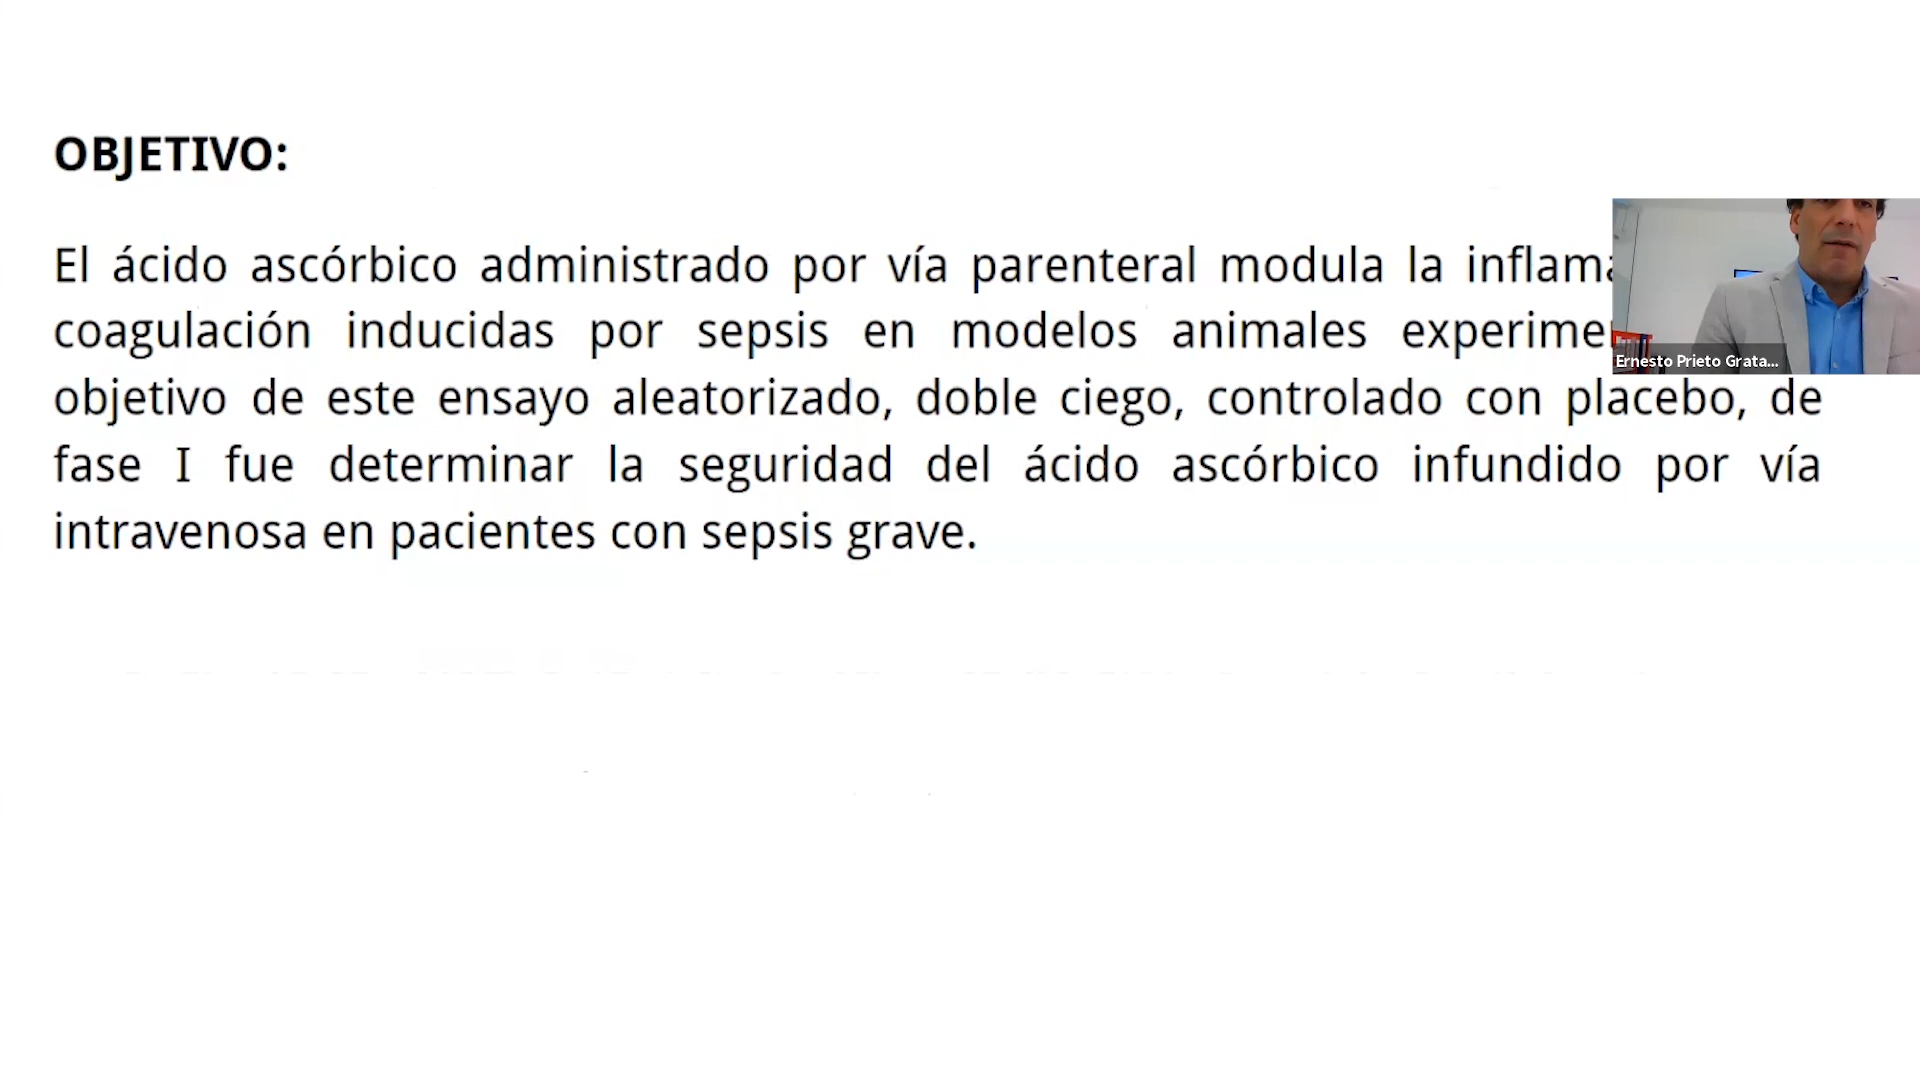 OBJETIVO:
El ácido ascórbico administrado por vía parenteral modula la
coagulación inducidas por sepsis en modelos animales
objetivo de este ensayo aleatorizado, doble ciego, controlado con placebo, de
fase I fue determinar la seguridad del ácido ascórbico infundido por vía
intravenosa en pacientes con sepsis grave.
Ernesto Prieto Grata...